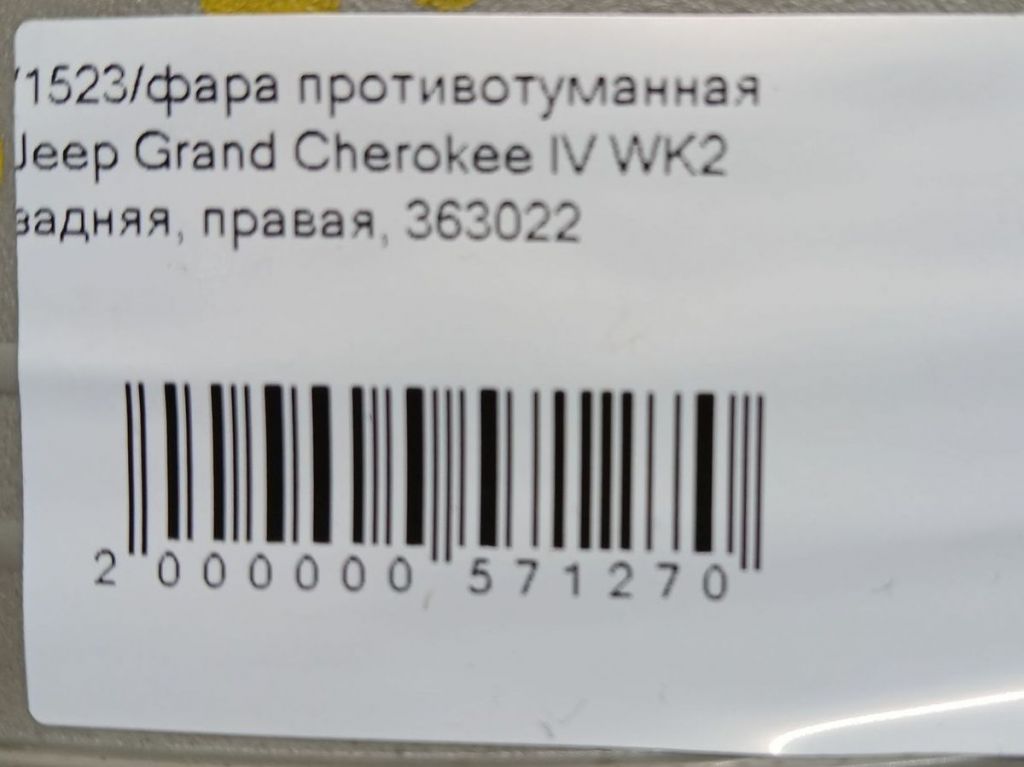 /1523/фара противотуманная
Jeep Grand Cherokee IV WK2
задняя, правая, 363022
2 000000 571270